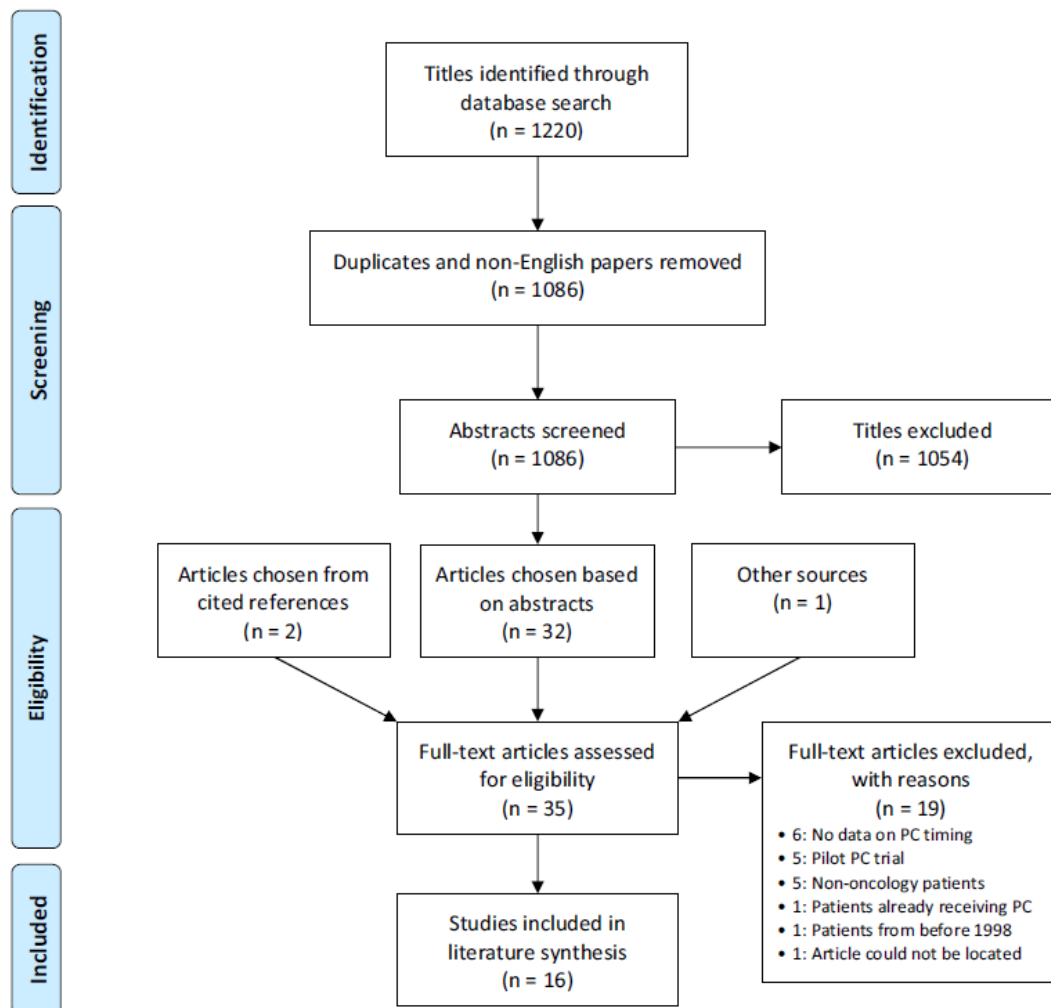 Identification
Titles identified through
database search
(n = 1220)
Screening
Duplicates and non-English papers removed
(n = 1086)
Abstracts screened
(n = 1086)
Titles excluded
(n = 1054)
Eligibility
Articles chosen from
cited references
(n = 2)
Articles chosen based
on abstracts
(n = 32)
Other sources
(n = 1)
Full-text articles assessed
for eligibility
(n = 35)
Full-text articles excluded,
with reasons
(n = 19)
• 6: No data on PC timing
• 5: Pilot PC trial
• 5: Non-oncology patients
• 1: Patients already receiving PC
• 1: Patients from before 1998
• 1: Article could not be located
Included
Studies included in
literature synthesis
(n = 16)